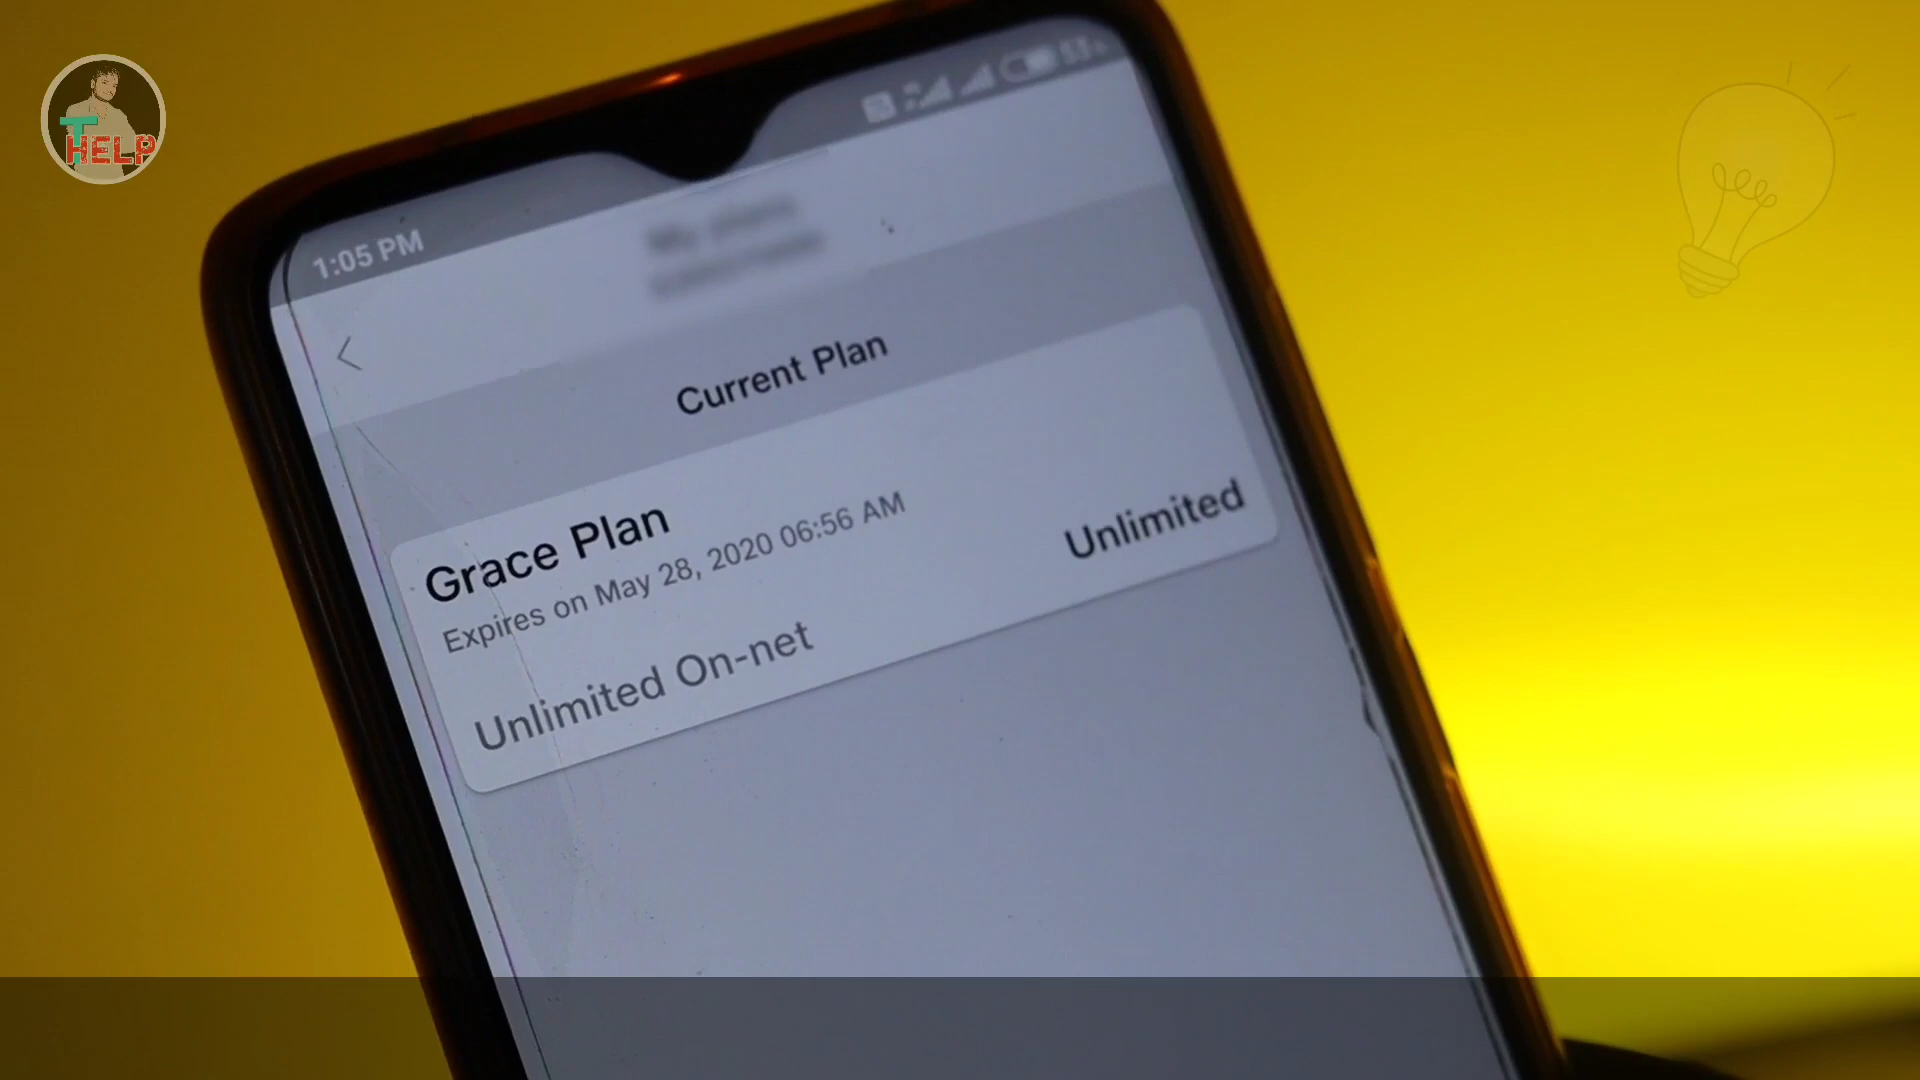 T
HELP
1:05 PM
Current Plan
Grace Plan
Expires on May 28, 2020 06:56 AM
Unlimited
Unlimited On-net